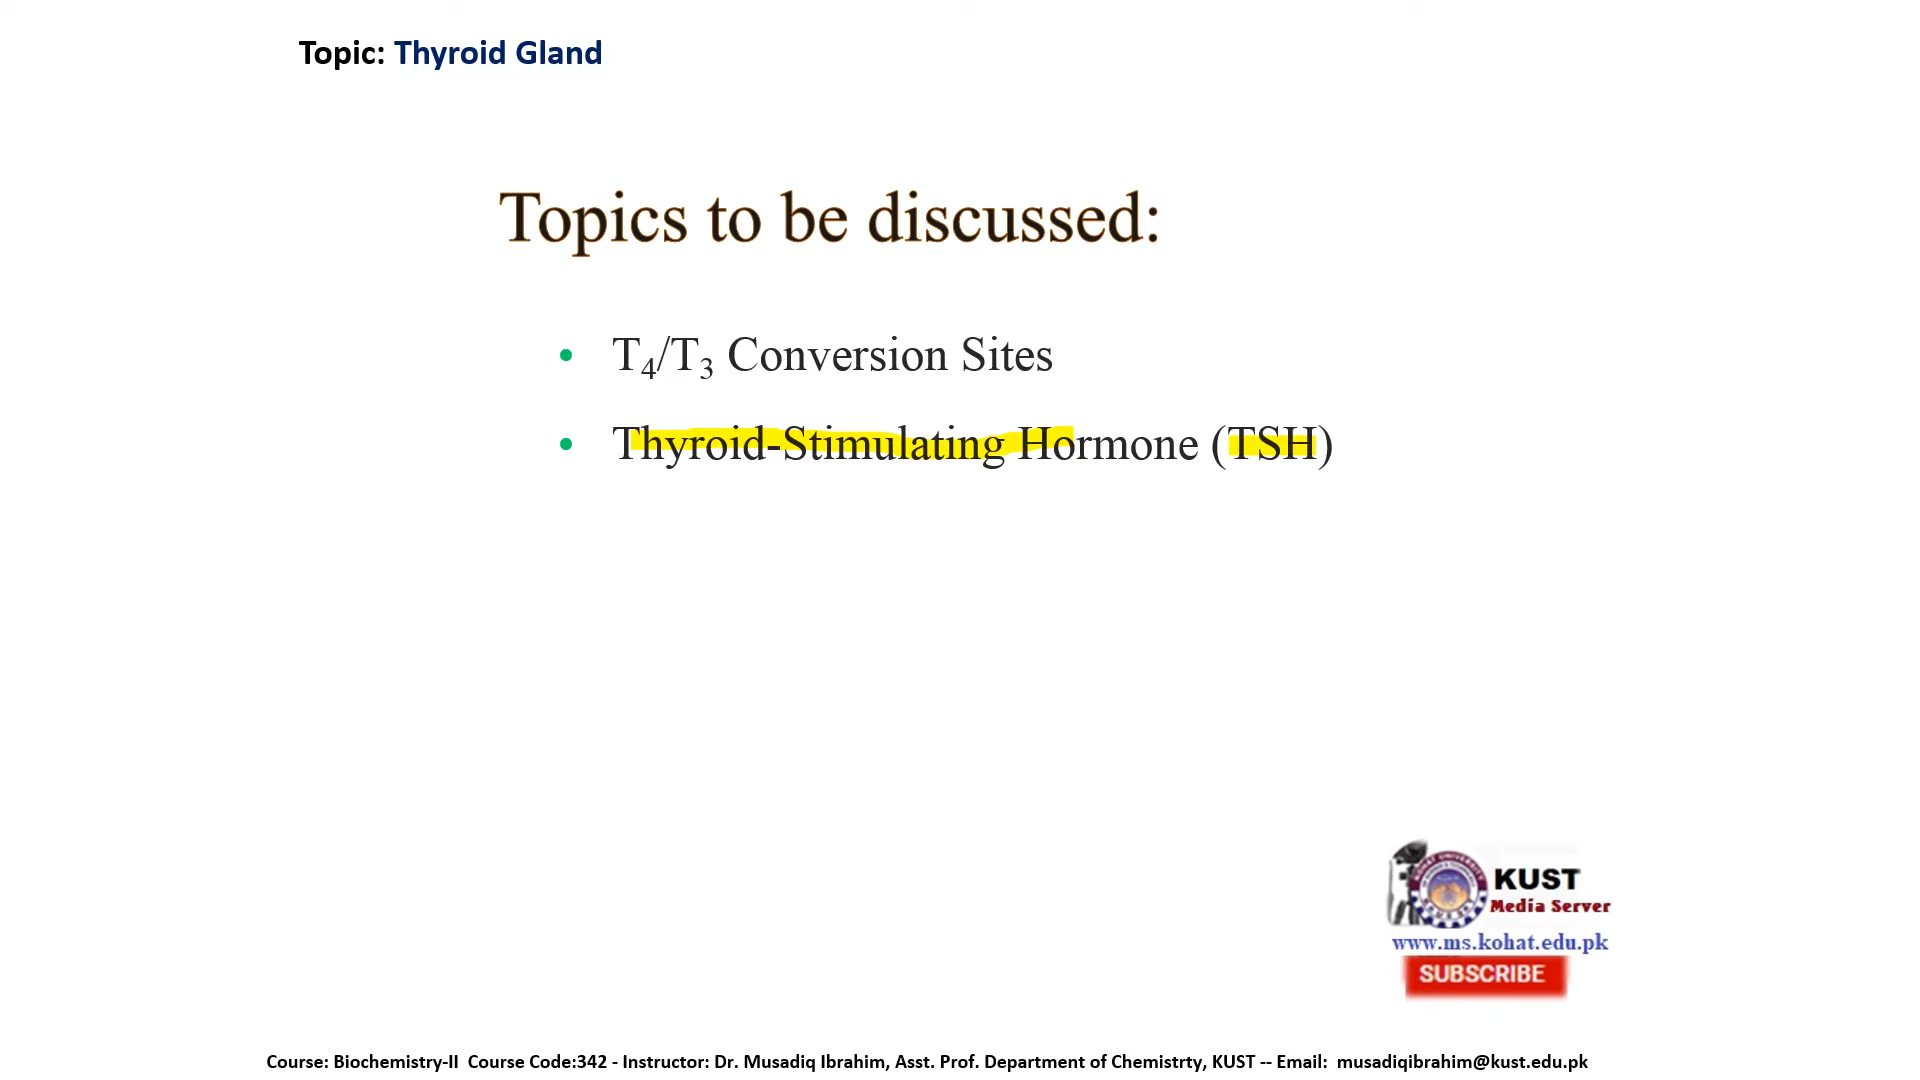 Topic: Thyroid Gland
Topics to be discussed:
• T₄/T₃ Conversion Sites
• Thyroid-Stimulating Hormone (TSH)
KUST
Media Server
www.ms.kohat.edu.pk
SUBSCRIBE
Course: Biochemistry-II Course Code:342 - Instructor: Dr. Musadiq Ibrahim, Asst. Prof. Department of Chemistrty, KUST -- Email: musadiqibrahim@kust.edu.pk